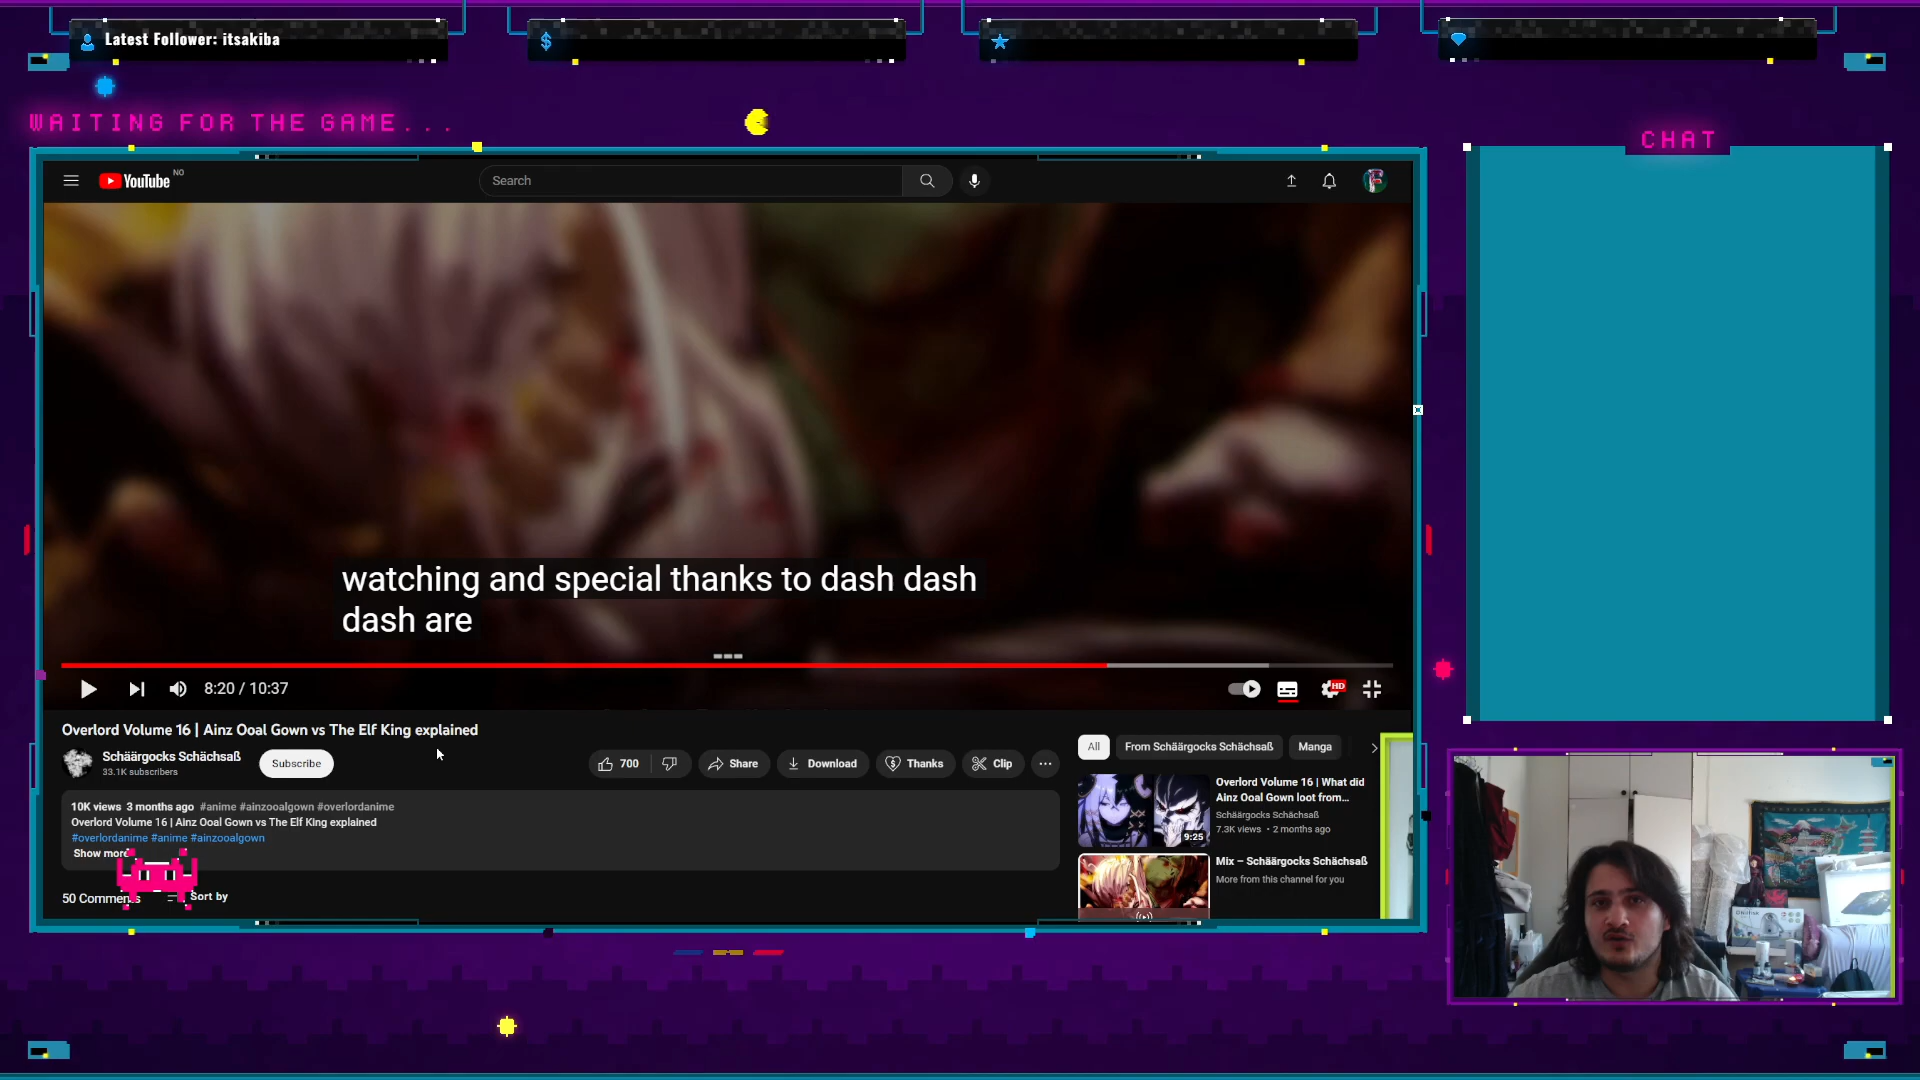 Latest Follower: itsakiba
WAITING FOR THE GAME...
CHAT
YouTube NO
Search
watching and special thanks to dash dash
dash are
8:20 / 10:37
HD
Overlord Volume 16 | Ainz Ooal Gown vs The Elf King explained
Schäärgocks Schächsaß
33.1K subscribers
Subscribe
700
Share
Download
Thanks
Clip
10K views 3 months ago #anime #ainzooalgown #overlordanime
Overlord Volume 16 | Ainz Ooal Gown vs The Elf King explained
#overlordanime #anime #ainzooalgown
Show more
50 Comments
Sort by
All
From Schäärgocks Schächsaß
Manga
Overlord Volume 16 | What did
Ainz Ooal Gown loot from...
Schäärgocks Schächsaß
7.3K views • 2 months ago
9:25
Mix – Schäärgocks Schächsaß
More from this channel for you